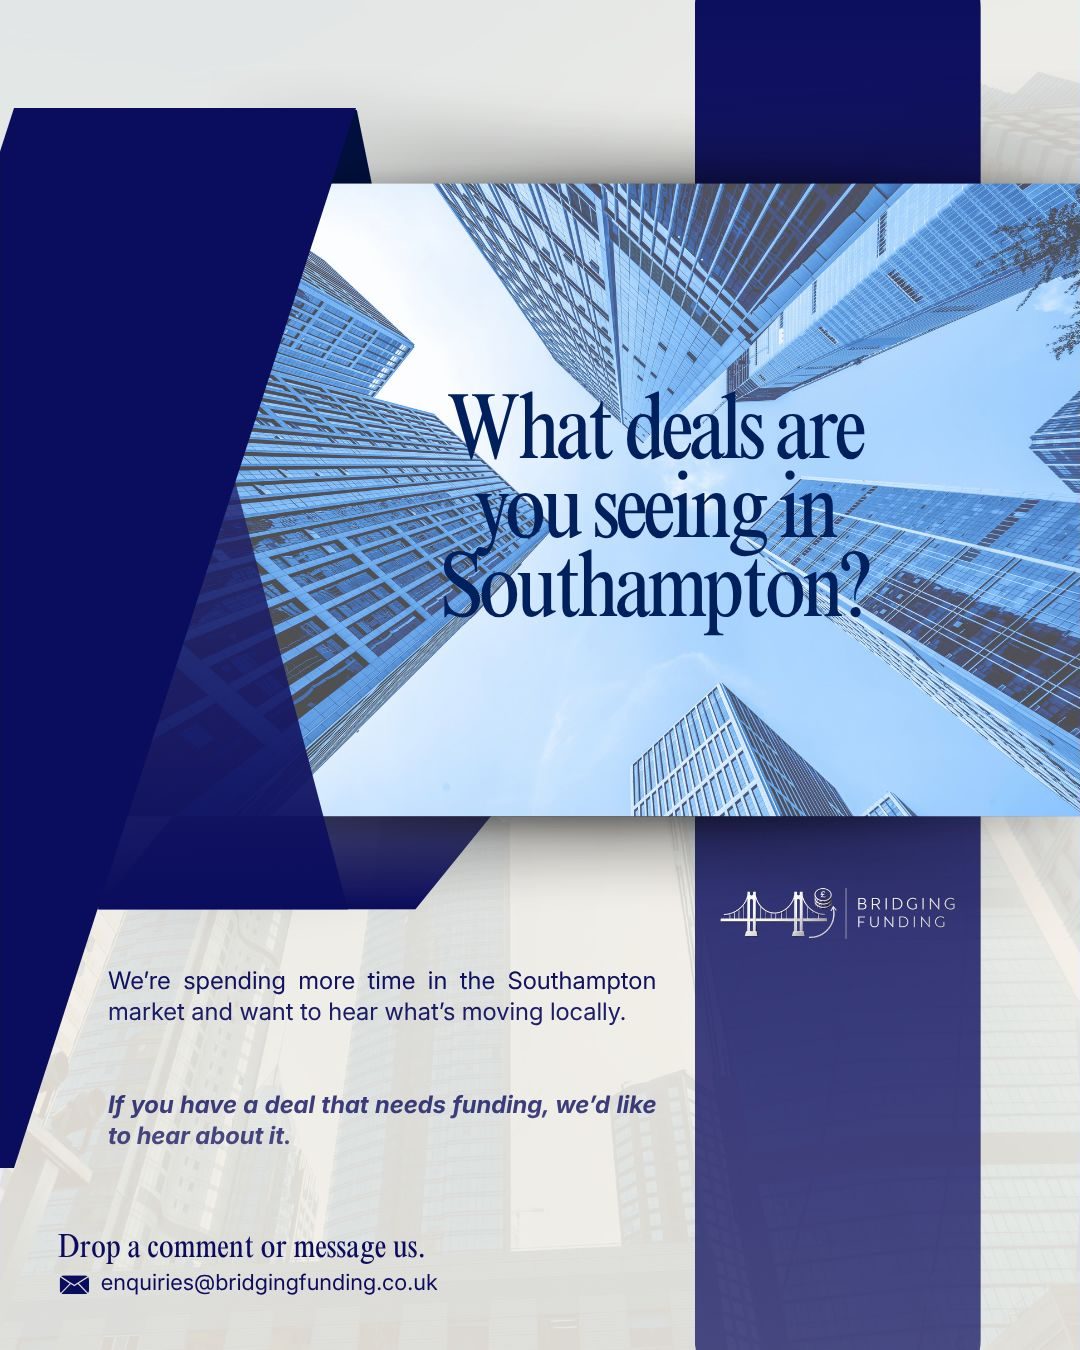 What deals are
you seeing in
Southampton?
£
BRIDGING
FUNDING
We’re spending more time in the Southampton
market and want to hear what’s moving locally.
If you have a deal that needs funding, we’d like
to hear about it.
Drop a comment or message us.
enquiries@bridgingfunding.co.uk